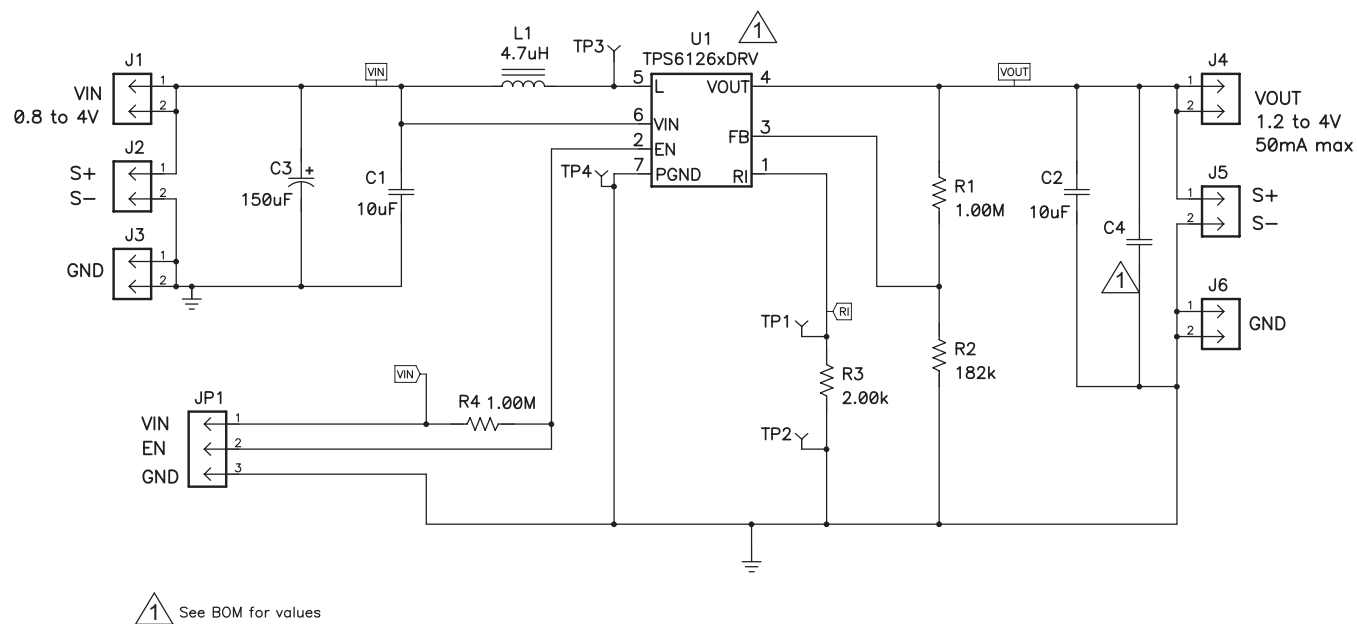 J1
VIN
0.8 to 4V
1
2
J2
S+
S-
1
2
J3
GND
1
2
VIN
C3
+
150uF
C1
10uF
L1
4.7uH
TP3
TP4
U1
TPS6126xDRV
1
5
L
6
VIN
2
EN
7
PGND
VOUT
4
FB
3
RI
1
R1
1.00M
R2
182k
RI
TP1
R3
2.00k
TP2
VOUT
C2
10uF
C4
1
J4
1
2
VOUT
1.2 to 4V
50mA max
J5
1
2
S+
S-
J6
1
2
GND
VIN
R4 1.00M
JP1
VIN
1
EN
2
GND
3
1 See BOM for values